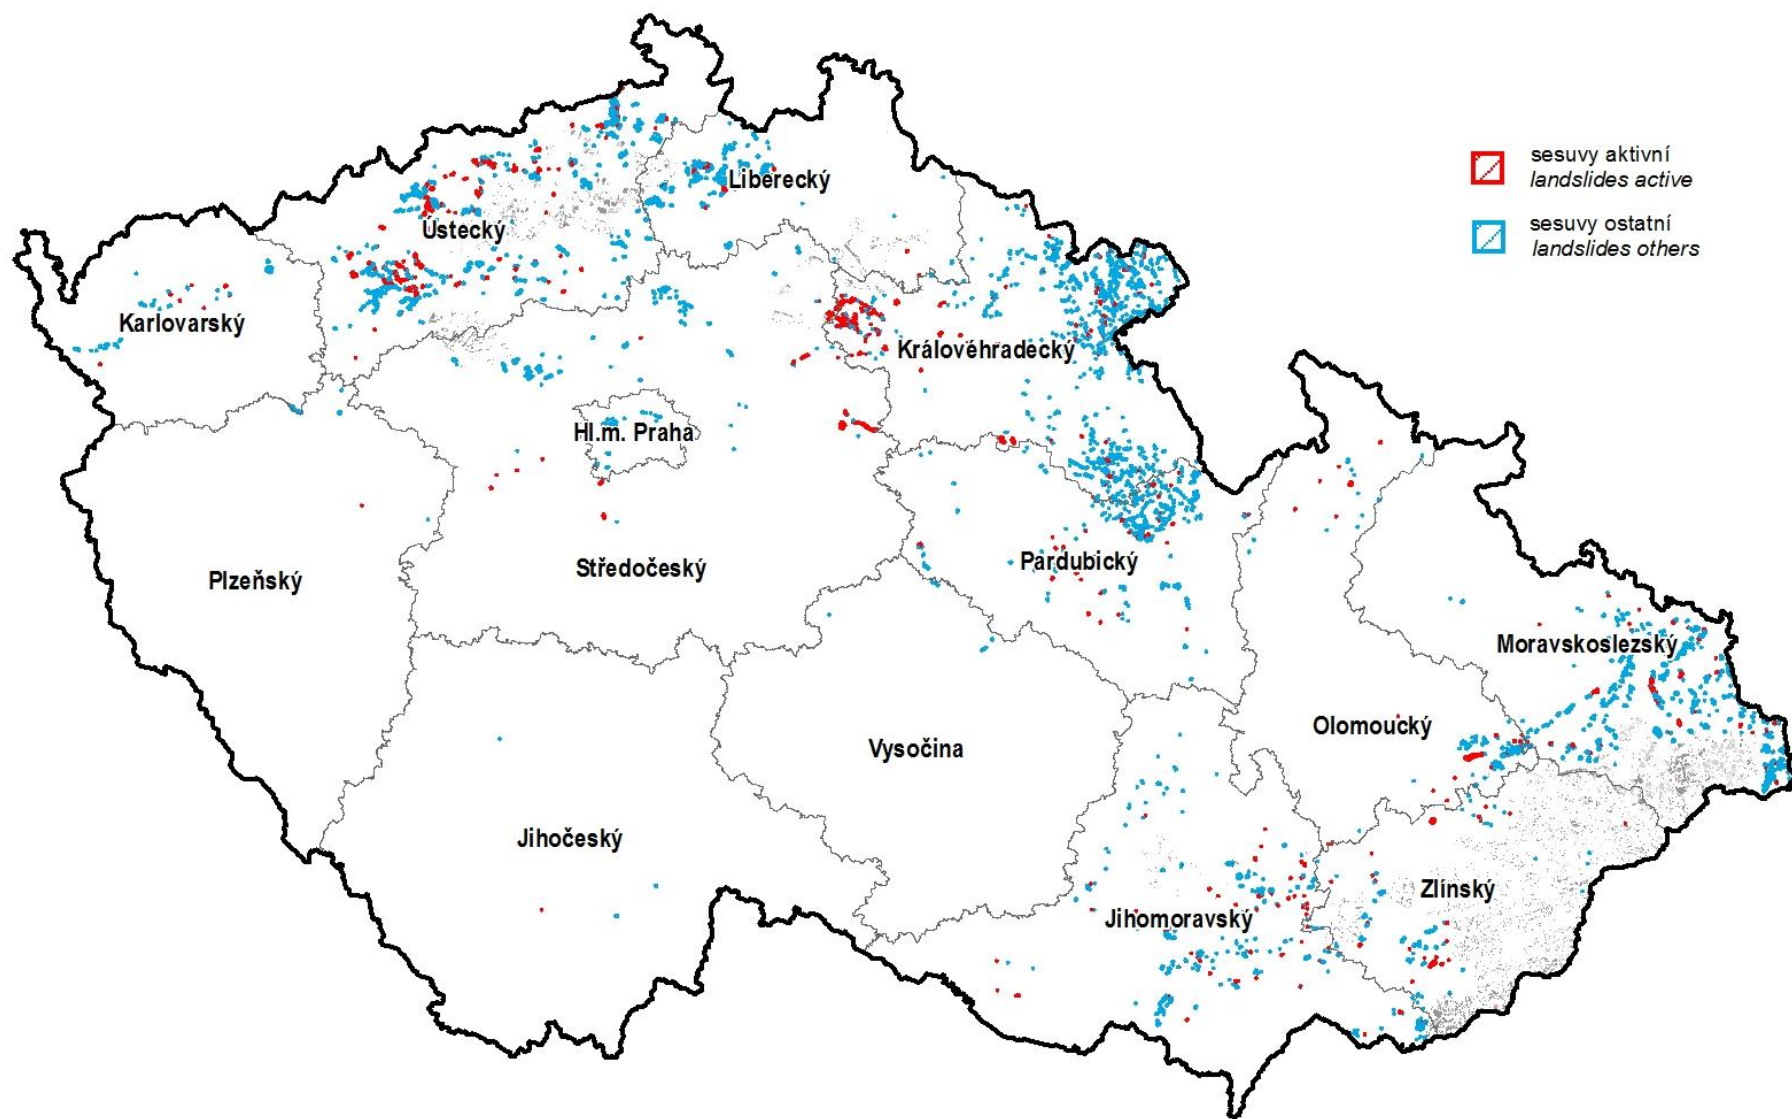 sesuvy aktivní
landslides active
sesuvy ostatní
landslides others
Liberecký
Ústecký
Karlovarský
Královéhradecký
Hl.m. Praha
Pardubický
Středočeský
Plzeňský
Moravskoslezský
Olomoucký
Vysočina
Jihočeský
Zlínský
Jihomoravský